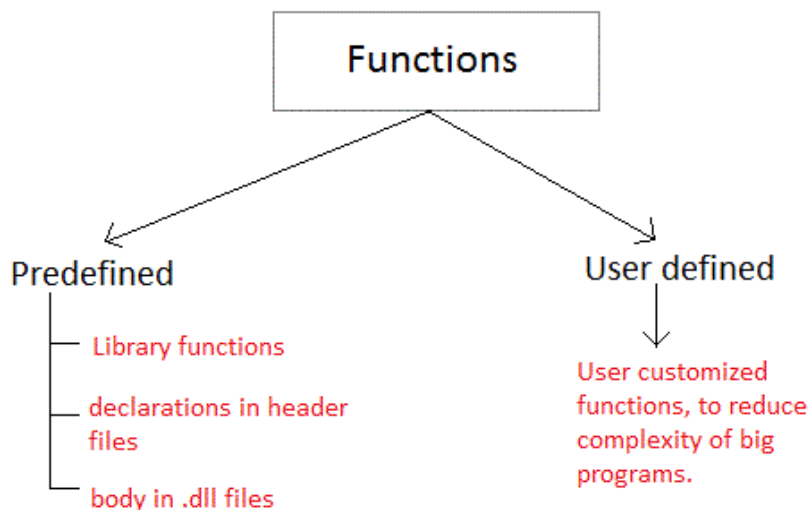 Functions
Predefined
Library functions
declarations in header
files
body in .dll files
User defined
User customized
functions, to reduce
complexity of big
programs.